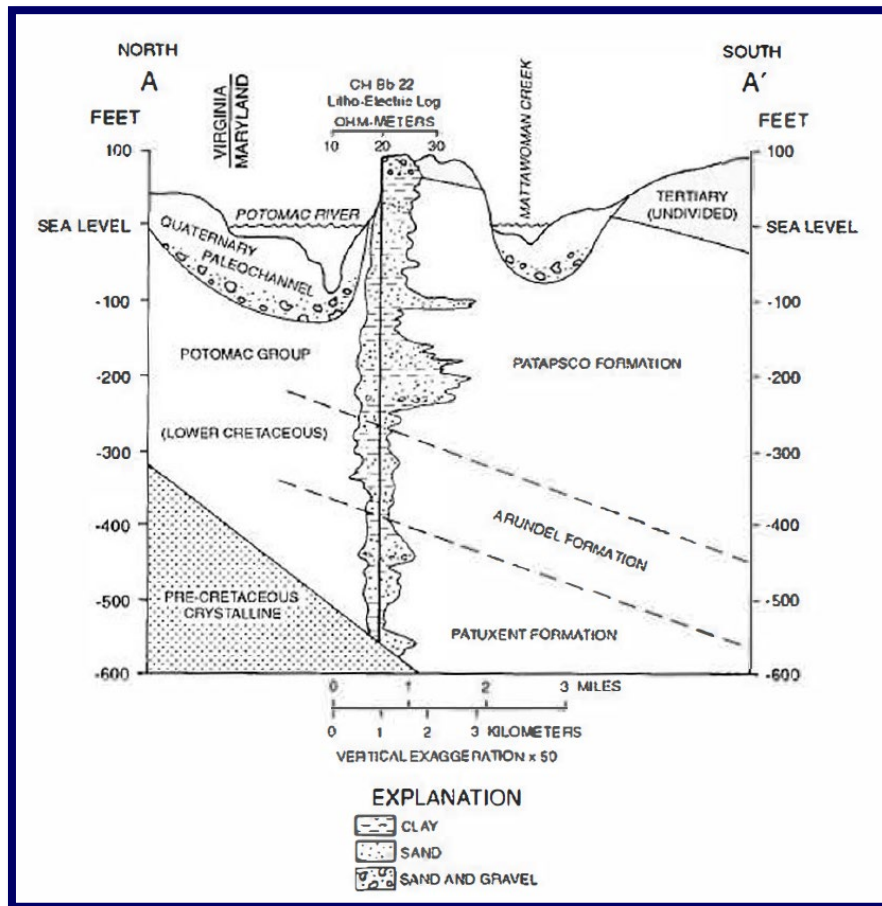 NORTH
SOUTH
A
A′
FEET
VIRGINIA
MARYLAND
CH Bb 22
Litho-Electric Log
OHM-METERS
10 20 30
MATTAWOMAN CREEK
FEET
100
100
POTOMAC RIVER
TERTIARY
(UNDIVIDED)
SEA LEVEL
SEA LEVEL
QUATERNARY
PALEOCHANNEL
-100
-100
POTOMAC GROUP
PATAPSCO FORMATION
-200
-200
(LOWER CRETACEOUS)
-300
-300
-400
-400
ARUNDEL FORMATION
PRE-CRETACEOUS
CRYSTALLINE
-500
-500
PATUXENT FORMATION
-600
-600
0 1 2 3 MILES
0 1 2 3 KILOMETERS
VERTICAL EXAGGERATION x 50
EXPLANATION
CLAY
SAND
SAND AND GRAVEL